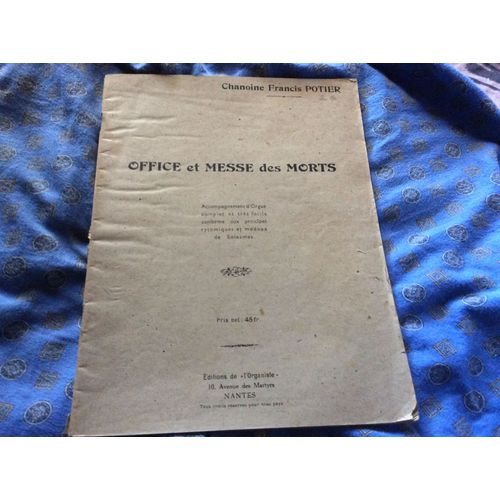 Chanoine Francis POTIER
OFFICE et MESSE des MORTS
Accompagnement d'Orgue
complet et très facile
conforme aux principes
rythmiques et modaux
de Solesmes
Prix net : 45 fr.
Editions de «l'Organiste»
10, Avenue des Martyrs
NANTES
Tous droits réservés pour tous pays